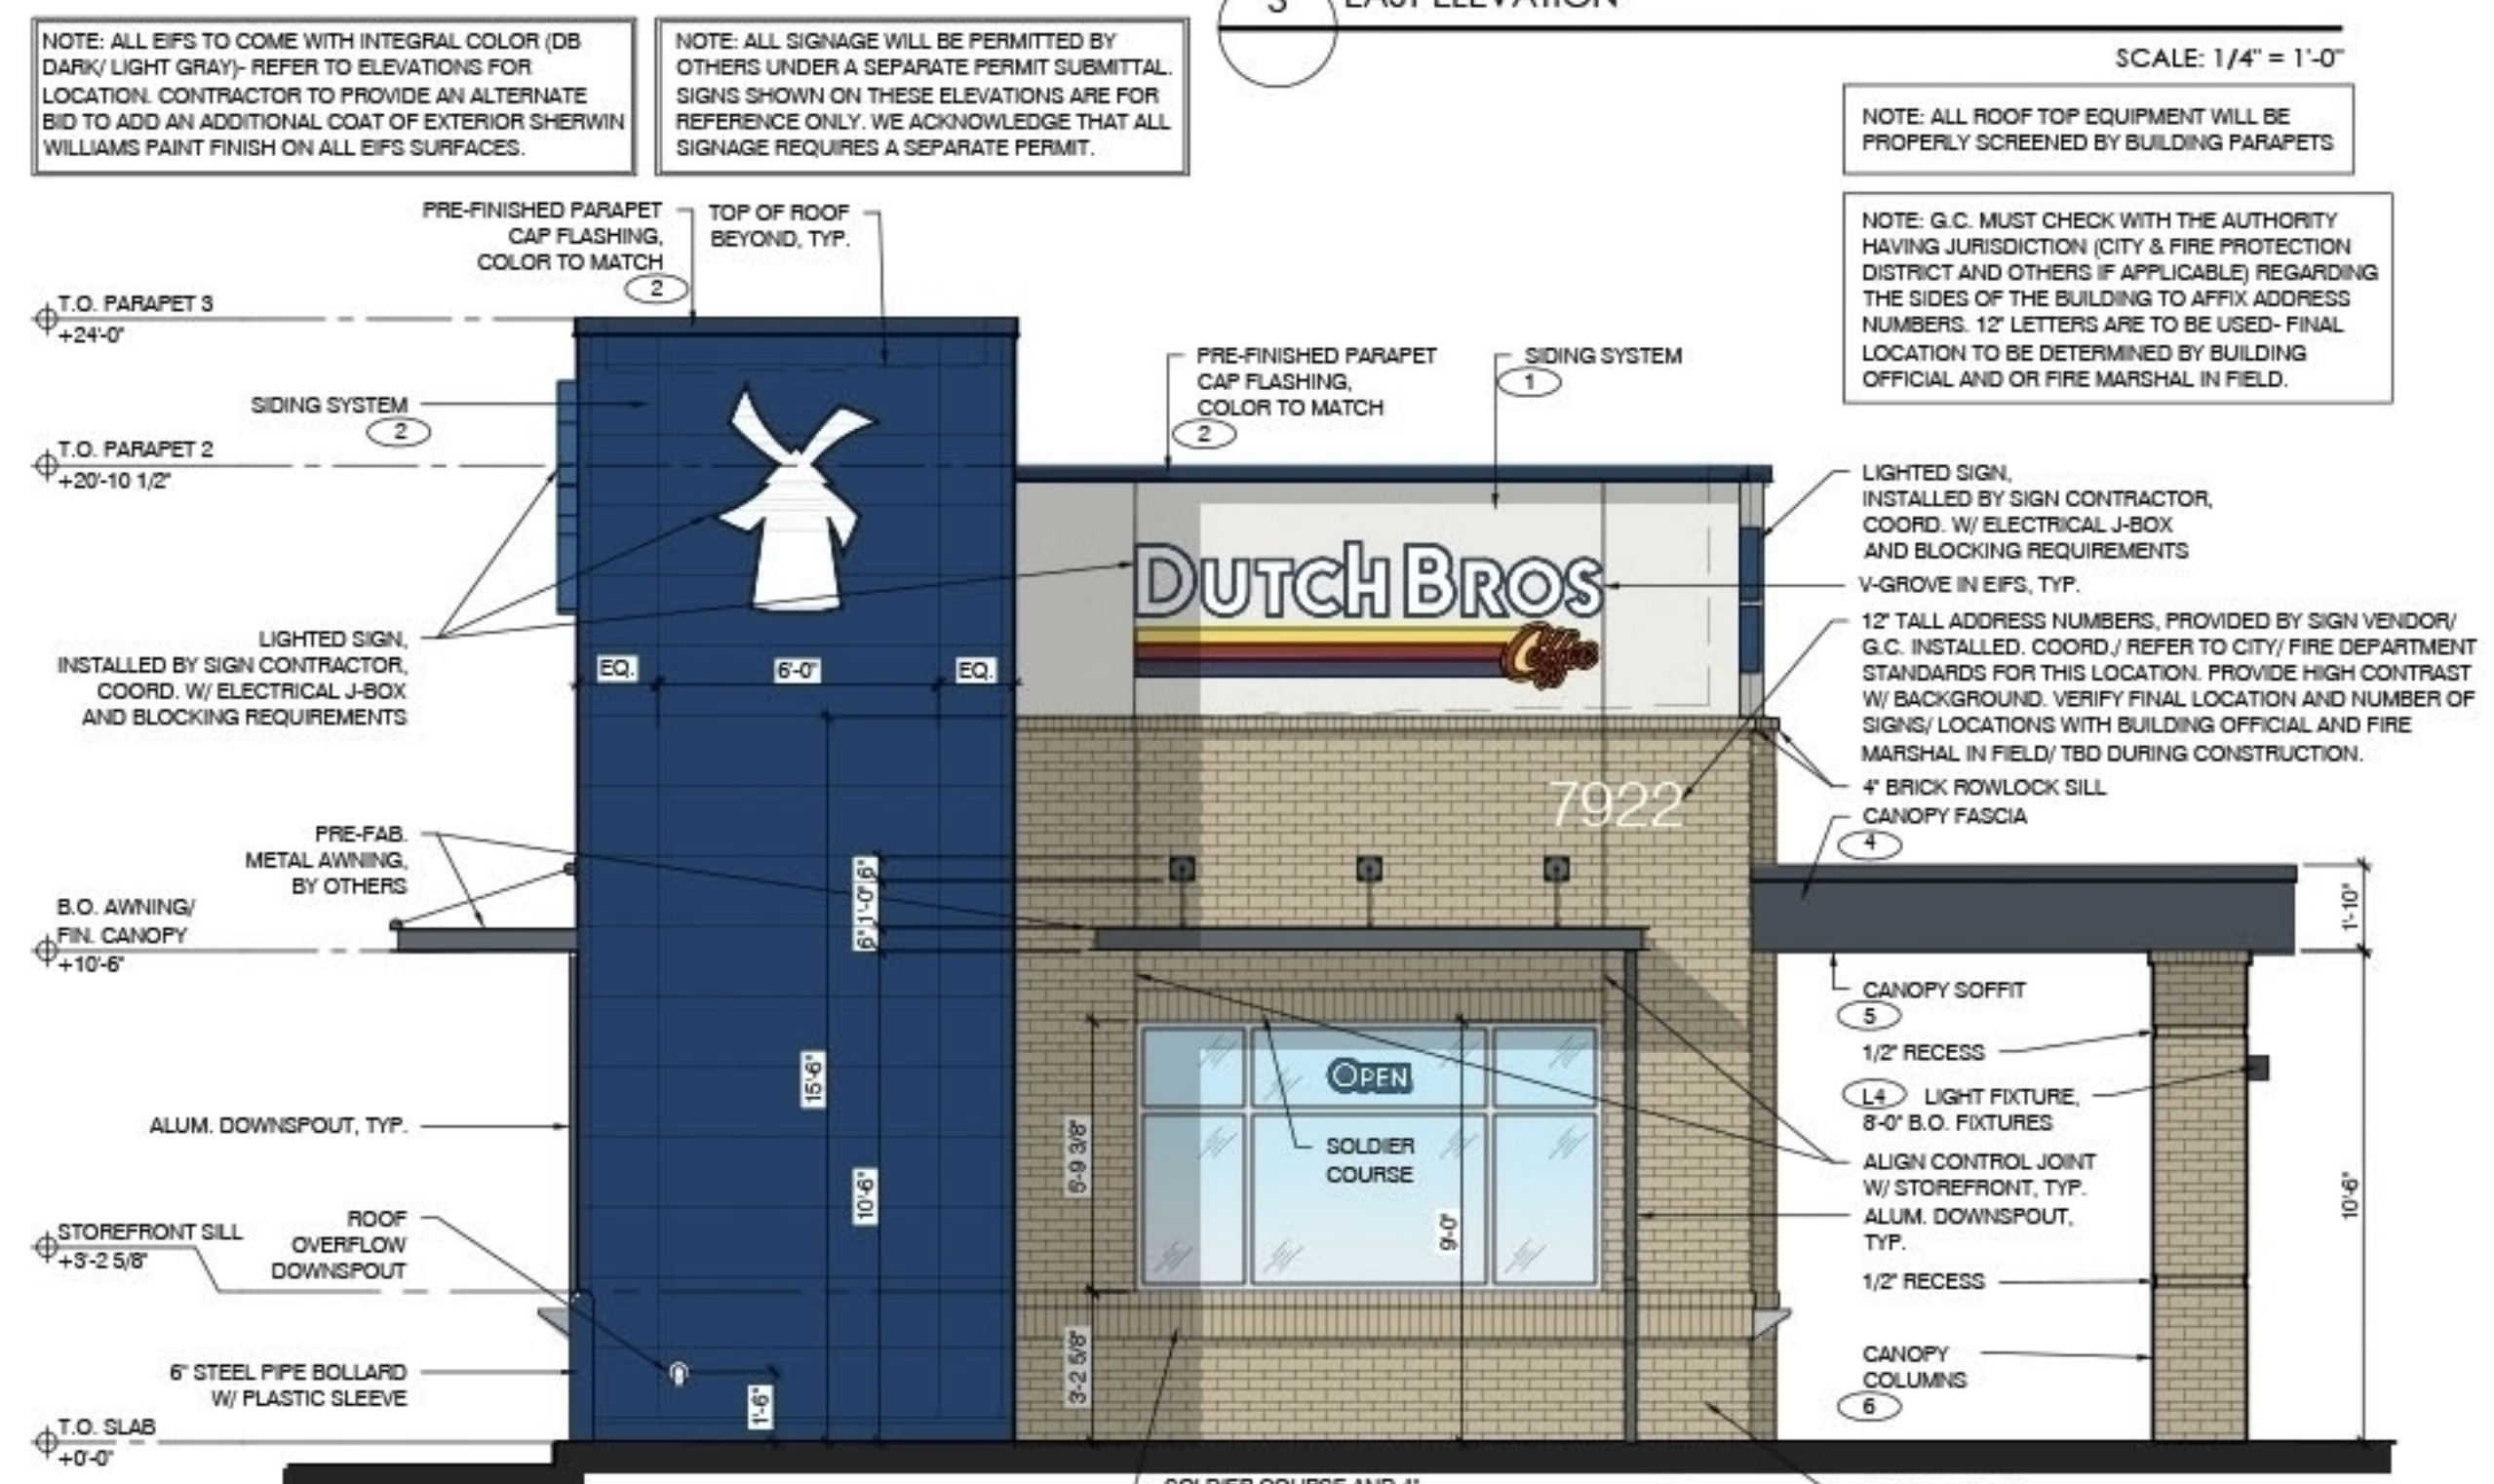 3
EAST ELEVATION
SCALE: 1/4" = 1'-0"
NOTE: ALL EIFS TO COME WITH INTEGRAL COLOR (DB
DARK/ LIGHT GRAY)- REFER TO ELEVATIONS FOR
LOCATION. CONTRACTOR TO PROVIDE AN ALTERNATE
BID TO ADD AN ADDITIONAL COAT OF EXTERIOR SHERWIN
WILLIAMS PAINT FINISH ON ALL EIFS SURFACES.
NOTE: ALL SIGNAGE WILL BE PERMITTED BY
OTHERS UNDER A SEPARATE PERMIT SUBMITTAL.
SIGNS SHOWN ON THESE ELEVATIONS ARE FOR
REFERENCE ONLY. WE ACKNOWLEDGE THAT ALL
SIGNAGE REQUIRES A SEPARATE PERMIT.
NOTE: ALL ROOF TOP EQUIPMENT WILL BE
PROPERLY SCREENED BY BUILDING PARAPETS
NOTE: G.C. MUST CHECK WITH THE AUTHORITY
HAVING JURISDICTION (CITY & FIRE PROTECTION
DISTRICT AND OTHERS IF APPLICABLE) REGARDING
THE SIDES OF THE BUILDING TO AFFIX ADDRESS
NUMBERS. 12" LETTERS ARE TO BE USED- FINAL
LOCATION TO BE DETERMINED BY BUILDING
OFFICIAL AND OR FIRE MARSHAL IN FIELD.
PRE-FINISHED PARAPET
CAP FLASHING,
COLOR TO MATCH
2
TOP OF ROOF
BEYOND, TYP.
T.O. PARAPET 3
+24'-0"
SIDING SYSTEM
2
T.O. PARAPET 2
+20'-10 1/2"
PRE-FINISHED PARAPET
CAP FLASHING,
COLOR TO MATCH
2
SIDING SYSTEM
1
LIGHTED SIGN,
INSTALLED BY SIGN CONTRACTOR,
COORD. W/ ELECTRICAL J-BOX
AND BLOCKING REQUIREMENTS
V-GROVE IN EIFS, TYP.
12" TALL ADDRESS NUMBERS, PROVIDED BY SIGN VENDOR/
G.C. INSTALLED. COORD./ REFER TO CITY/ FIRE DEPARTMENT
STANDARDS FOR THIS LOCATION. PROVIDE HIGH CONTRAST
W/ BACKGROUND. VERIFY FINAL LOCATION AND NUMBER OF
SIGNS/ LOCATIONS WITH BUILDING OFFICIAL AND FIRE
MARSHAL IN FIELD/ TBD DURING CONSTRUCTION.
4" BRICK ROWLOCK SILL
CANOPY FASCIA
4
DUTCH BROS
Coffee
LIGHTED SIGN,
INSTALLED BY SIGN CONTRACTOR,
COORD. W/ ELECTRICAL J-BOX
AND BLOCKING REQUIREMENTS
EQ.
6'-0"
EQ.
7922
PRE-FAB.
METAL AWNING,
BY OTHERS
B.O. AWNING/
FIN. CANOPY
+10'-6"
6"
1'-0"
6"
1'-10"
CANOPY SOFFIT
5
1/2" RECESS
L4 LIGHT FIXTURE,
8'-0" B.O. FIXTURES
ALIGN CONTROL JOINT
W/ STOREFRONT, TYP.
ALUM. DOWNSPOUT,
TYP.
1/2" RECESS
CANOPY
COLUMNS
6
10'-6"
OPEN
SOLDIER
COURSE
15'-6"
10'-6"
5'-9 3/8"
9'-0"
3'-2 5/8"
1'-6"
ALUM. DOWNSPOUT, TYP.
ROOF
OVERFLOW
DOWNSPOUT
STOREFRONT SILL
+3'-2 5/8"
6" STEEL PIPE BOLLARD
W/ PLASTIC SLEEVE
T.O. SLAB
+0'-0"
SOLDIER COURSE AND 4"